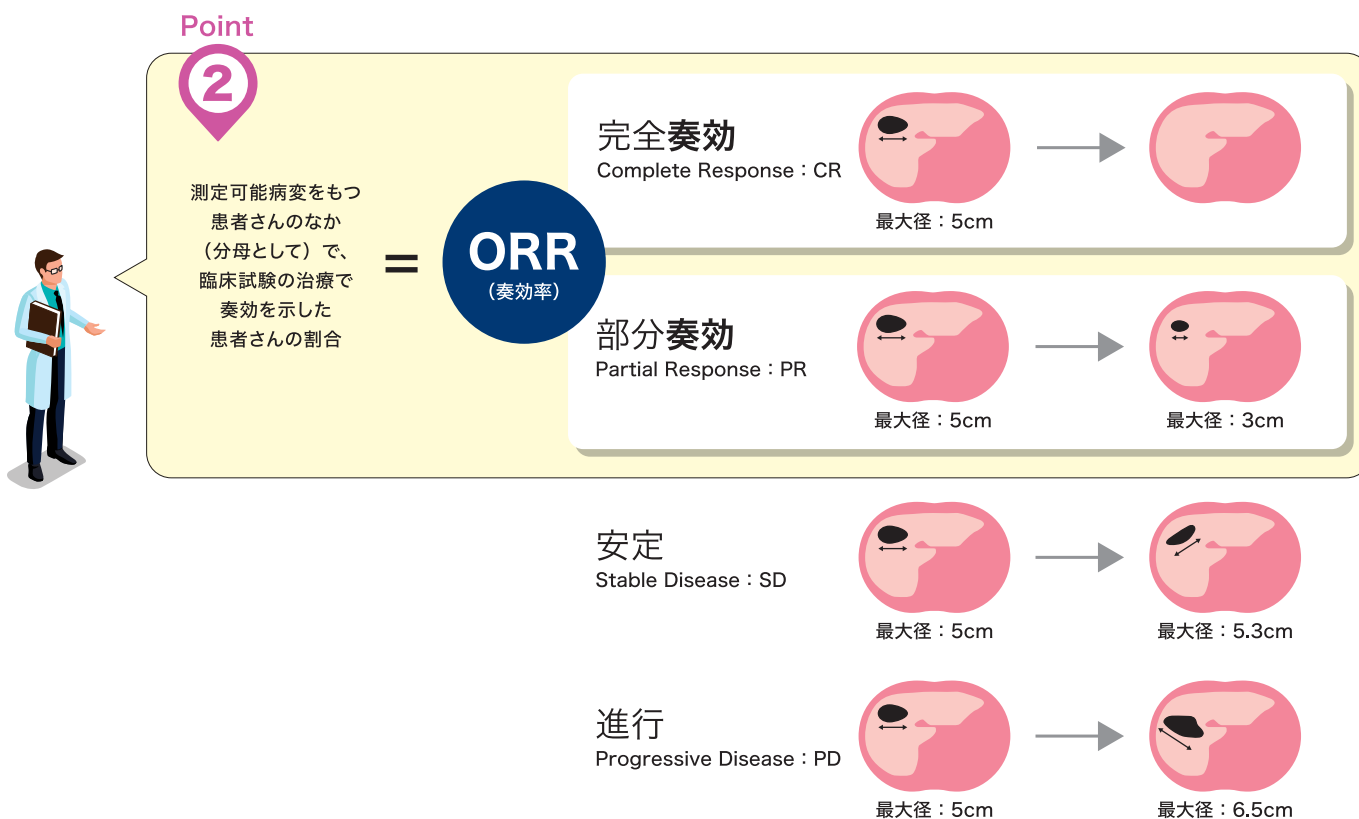 Point
2
測定可能病変をもつ
患者さんのなか
（分母として）で、
臨床試験の治療で
奏効を示した
患者さんの割合
=
ORR
（奏効率）
完全奏効
Complete Response：CR
最大径：5cm
部分奏効
Partial Response：PR
最大径：5cm
最大径：3cm
安定
Stable Disease：SD
最大径：5cm
最大径：5.3cm
進行
Progressive Disease：PD
最大径：5cm
最大径：6.5cm